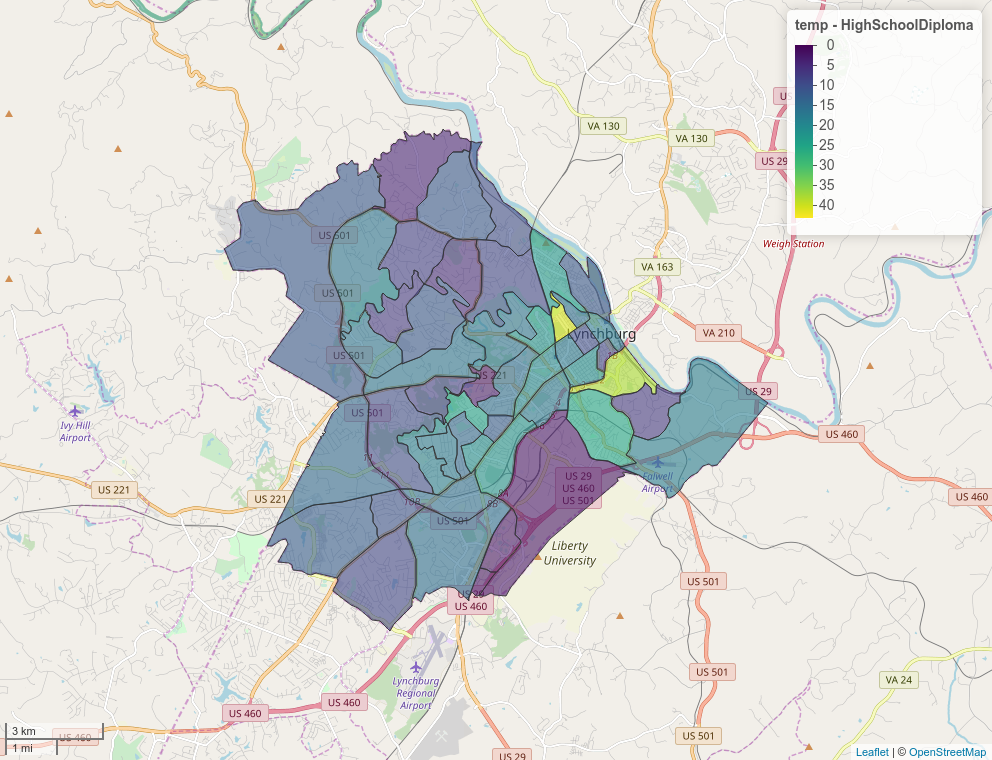 temp - HighSchoolDiploma
0
5
10
15
20
25
30
35
40
US
US 29
VA 130
VA 130
Weigh Station
US 501
VA 163
US 501
Lynchburg
VA 210
US 501
US 221
US 29
US 501
Ivy Hill
Airport
US 460
US 221
US 221
US 29
US 460
US 501
Falwell
Airport
US 460
8A
8B
US 501
Liberty
University
US 501
US 29
US 460
Lynchburg
Regional
Airport
US 501
VA 24
US 460
US 460
US 460
US 501
US 29
3 km
1 mi
Leaflet | © OpenStreetMap